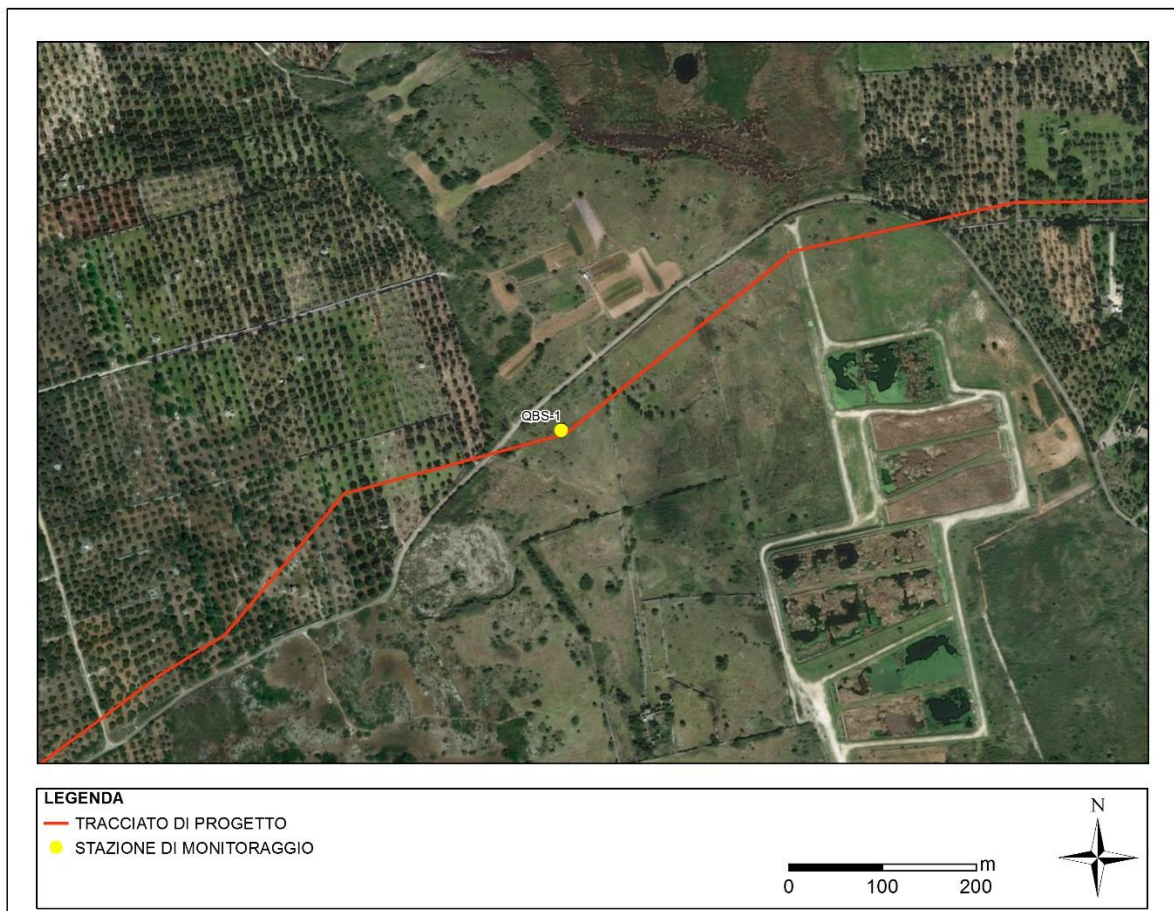 QBS-1
LEGENDA
TRACCIATO DI PROGETTO
STAZIONE DI MONITORAGGIO
N
m
0 100 200